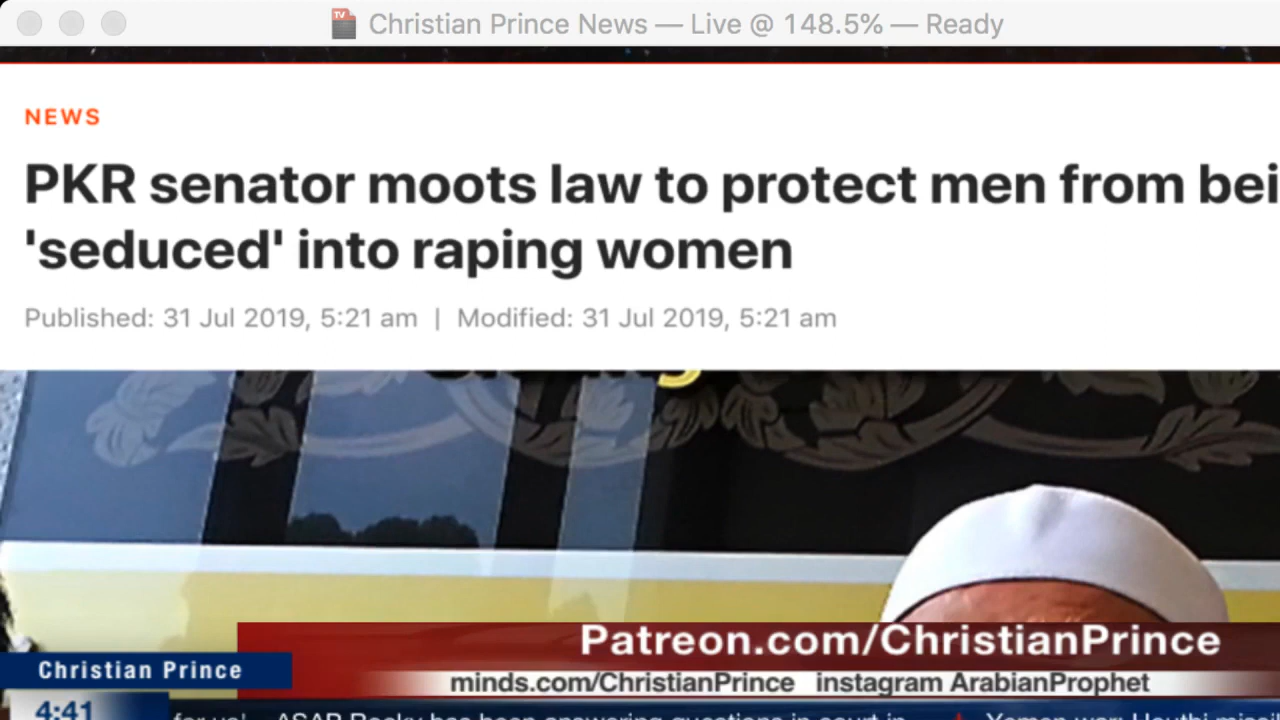 TV
Christian Prince News — Live @ 148.5% — Ready
NEWS
PKR senator moots law to protect men from bei
'seduced' into raping women
Published: 31 Jul 2019, 5:21 am | Modified: 31 Jul 2019, 5:21 am
Patreon.com/ChristianPrince
Christian Prince
minds.com/ChristianPrince instagram ArabianProphet
4:41
for us' ASAP Rocky has been answering questions in court in Yemen war: Houthi